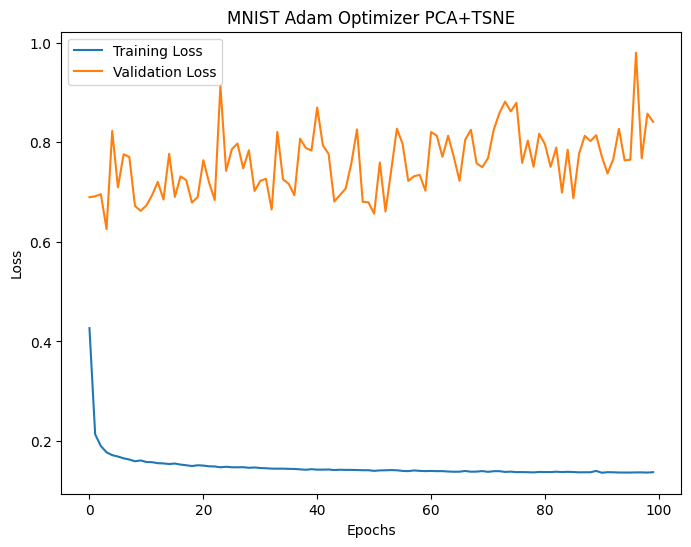 MNIST Adam Optimizer PCA+TSNE
Training Loss
Validation Loss
1.0
0.8
0.6
0.4
0.2
Loss
0 20 40 60 80 100
Epochs